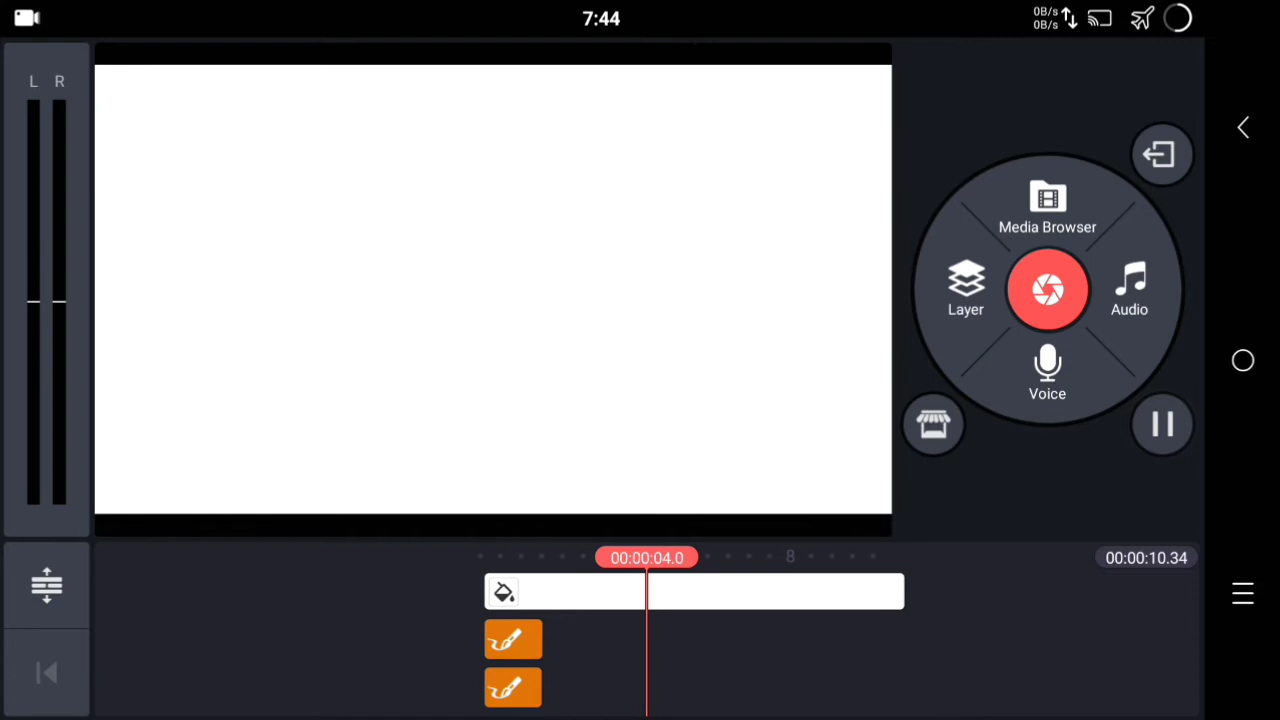 7:44
0B/s
0B/s
L R
Media Browser
Layer
Audio
Voice
00:00:04.0
8
00:00:10.34